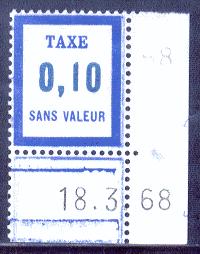 TAXE
0,10
SANS VALEUR
18.3 68